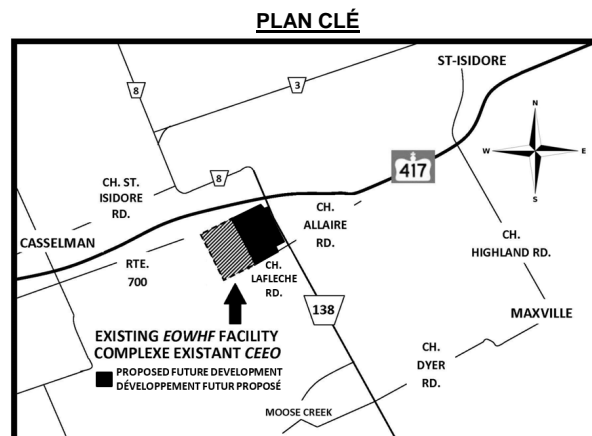 PLAN CLÉ
ST-ISIDORE
8
3
N
W
E
S
417
8
CH. ST.
ISIDORE
RD.
CH.
ALLAIRE
RD.
CH.
HIGHLAND RD.
CASSELMAN
RTE.
700
CH.
LAFLECHE
RD.
138
MAXVILLE
EXISTING EOWHF FACILITY
COMPLEXE EXISTANT CEEO
PROPOSED FUTURE DEVELOPMENT
DÉVELOPPEMENT FUTUR PROPOSÉ
CH.
DYER
RD.
MOOSE CREEK